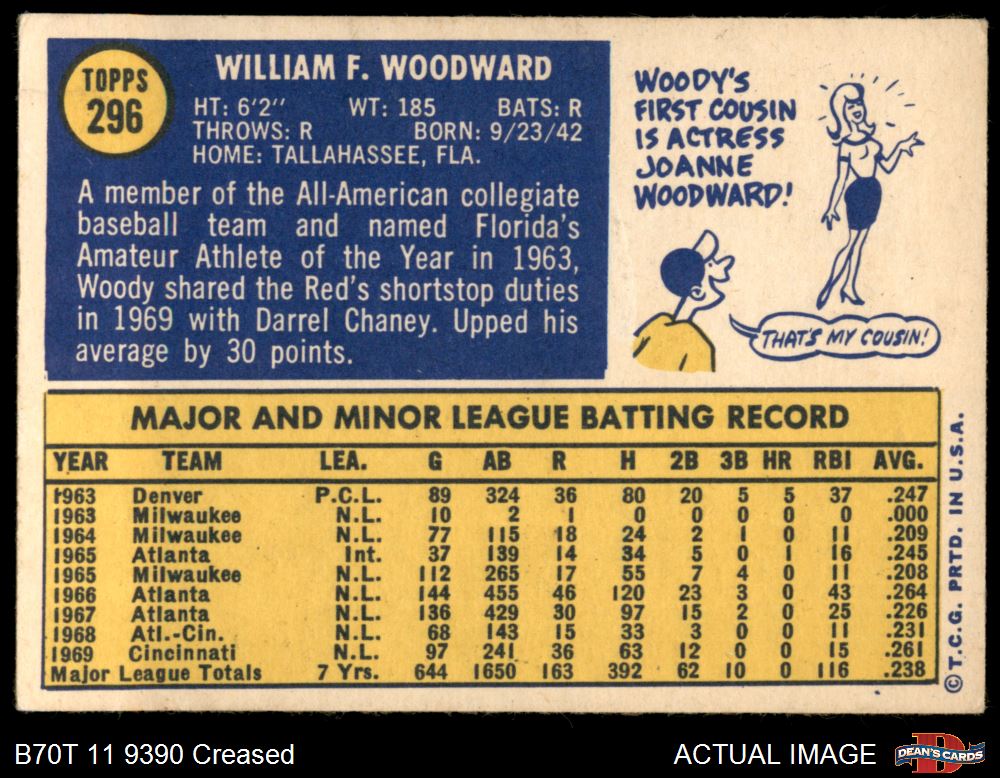 TOPPS
296
WILLIAM F. WOODWARD
HT: 6'2" WT: 185 BATS: R
THROWS: R BORN: 9/23/42
HOME: TALLAHASSEE, FLA.
A member of the All-American collegiate
baseball team and named Florida's
Amateur Athlete of the Year in 1963,
Woody shared the Red's shortstop duties
in 1969 with Darrel Chaney. Upped his
average by 30 points.
WOODY'S
FIRST COUSIN
IS ACTRESS
JOANNE
WOODWARD!
THAT'S MY COUSIN!
MAJOR AND MINOR LEAGUE BATTING RECORD
YEAR TEAM LEA. G AB R H 2B 3B HR RBI AVG.
1963 Denver P.C.L. 89 324 36 80 20 5 5 37 .247
1963 Milwaukee N.L. 10 2 1 0 0 0 0 0 .000
1964 Milwaukee N.L. 77 115 18 24 2 1 0 11 .209
1965 Atlanta Int. 37 139 14 34 5 0 1 16 .245
1965 Milwaukee N.L. 112 265 17 55 7 4 0 11 .208
1966 Atlanta N.L. 144 455 46 120 23 3 0 43 .264
1967 Atlanta N.L. 136 429 30 97 15 2 0 25 .226
1968 Atl.-Cin. N.L. 68 143 15 33 3 0 0 11 .231
1969 Cincinnati N.L. 97 241 36 63 12 0 0 15 .261
Major League Totals 7 Yrs. 644 1650 163 392 62 10 0 116 .238
©T.C.G. PRTD. IN U.S.A.
B70T 11 9390 Creased
ACTUAL IMAGE
DEAN'S CARDS